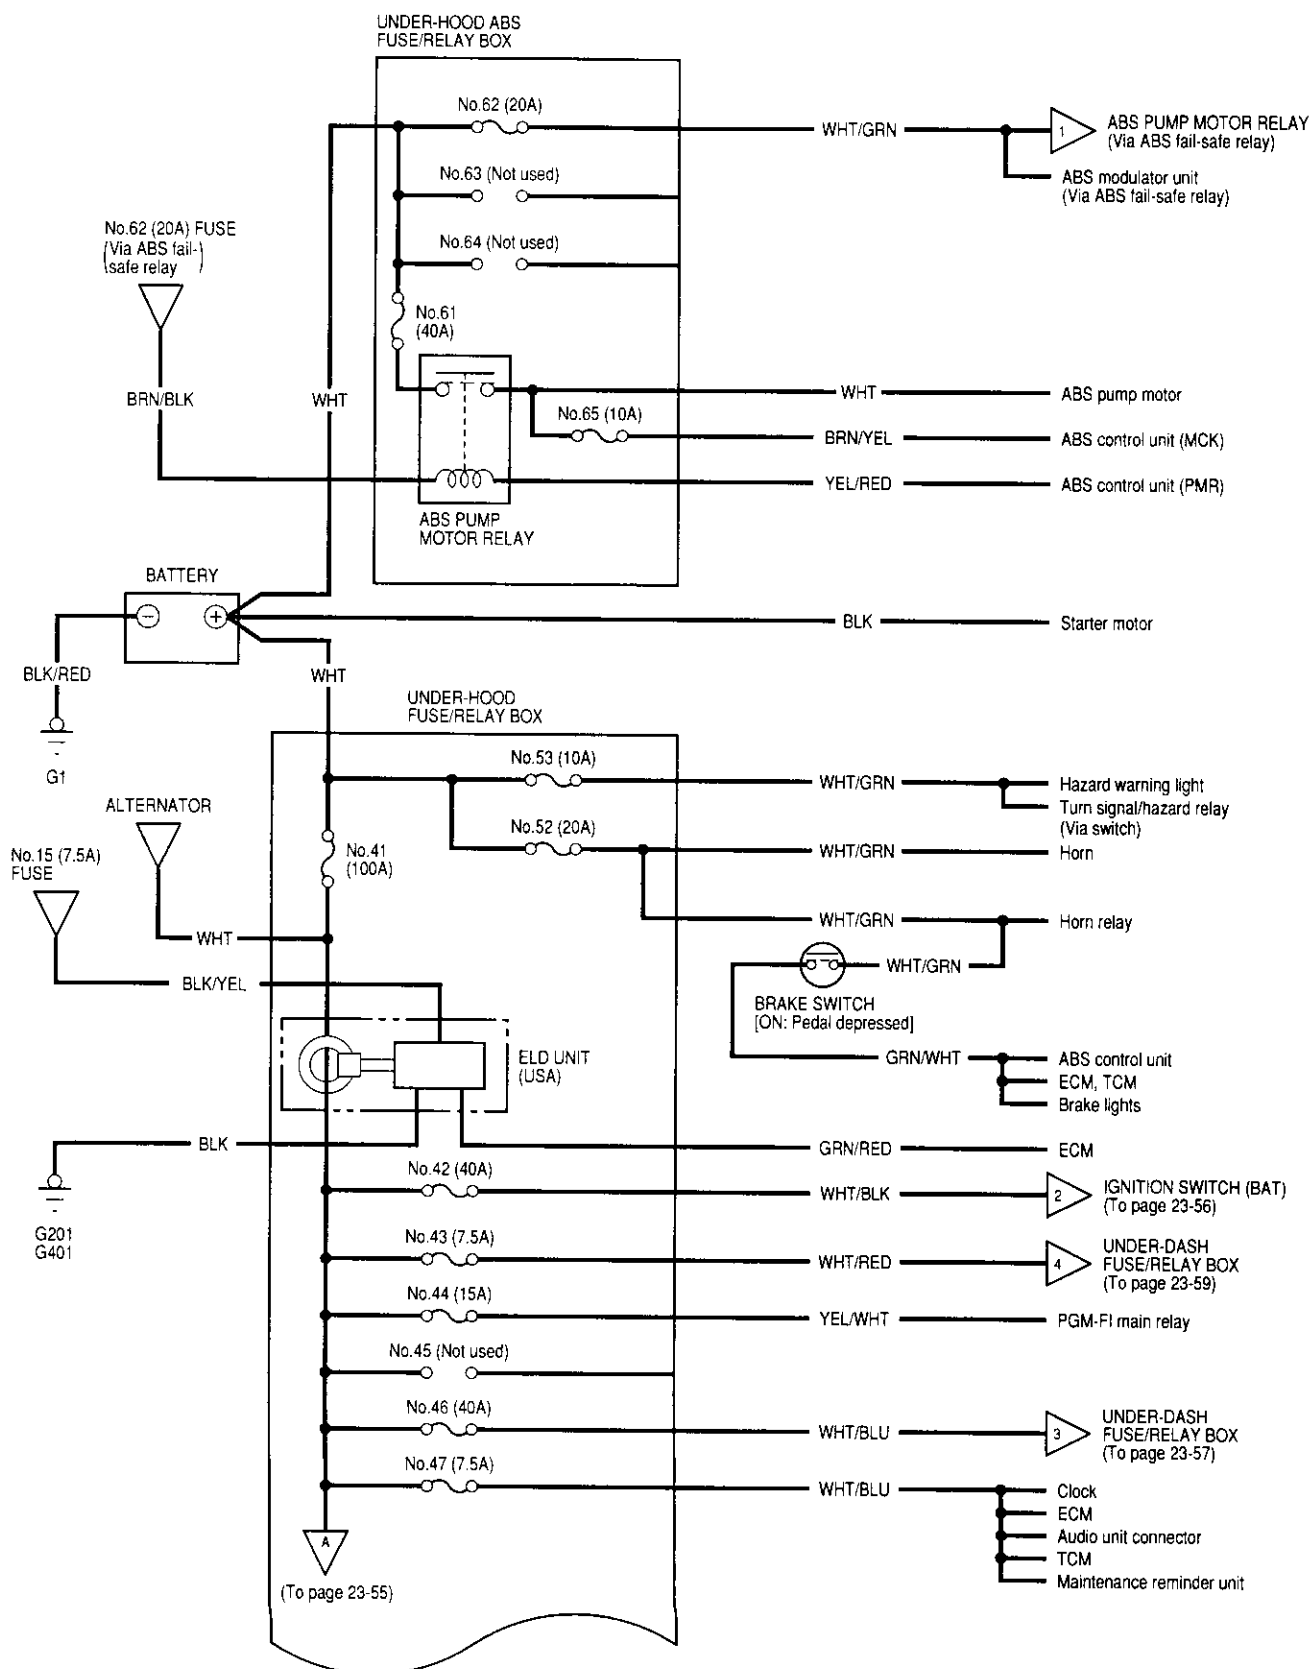 UNDER-HOOD ABS
FUSE/RELAY BOX
No.62 (20A)
WHT/GRN
1
ABS PUMP MOTOR RELAY
(Via ABS fail-safe relay)
No.63 (Not used)
ABS modulator unit
(Via ABS fail-safe relay)
No.62 (20A) FUSE
(Via ABS fail-)
(safe relay )
No.64 (Not used)
No.61
(40A)
BRN/BLK
WHT
WHT
ABS pump motor
No.65 (10A)
BRN/YEL
ABS control unit (MCK)
YEL/RED
ABS control unit (PMR)
ABS PUMP
MOTOR RELAY
BATTERY
−
+
BLK
Starter motor
BLK/RED
WHT
G1
UNDER-HOOD
FUSE/RELAY BOX
No.53 (10A)
WHT/GRN
Hazard warning light
Turn signal/hazard relay
(Via switch)
ALTERNATOR
No.52 (20A)
WHT/GRN
Horn
No.15 (7.5A)
FUSE
No.41
(100A)
WHT/GRN
Horn relay
WHT
WHT/GRN
BLK/YEL
BRAKE SWITCH
[ON: Pedal depressed]
ELD UNIT
(USA)
GRN/WHT
ABS control unit
ECM, TCM
Brake lights
BLK
GRN/RED
ECM
G201
G401
No.42 (40A)
WHT/BLK
2
IGNITION SWITCH (BAT)
(To page 23-56)
No.43 (7.5A)
WHT/RED
4
UNDER-DASH
FUSE/RELAY BOX
(To page 23-59)
No.44 (15A)
YEL/WHT
PGM-FI main relay
No.45 (Not used)
No.46 (40A)
WHT/BLU
3
UNDER-DASH
FUSE/RELAY BOX
(To page 23-57)
No.47 (7.5A)
WHT/BLU
Clock
ECM
Audio unit connector
TCM
Maintenance reminder unit
A
(To page 23-55)